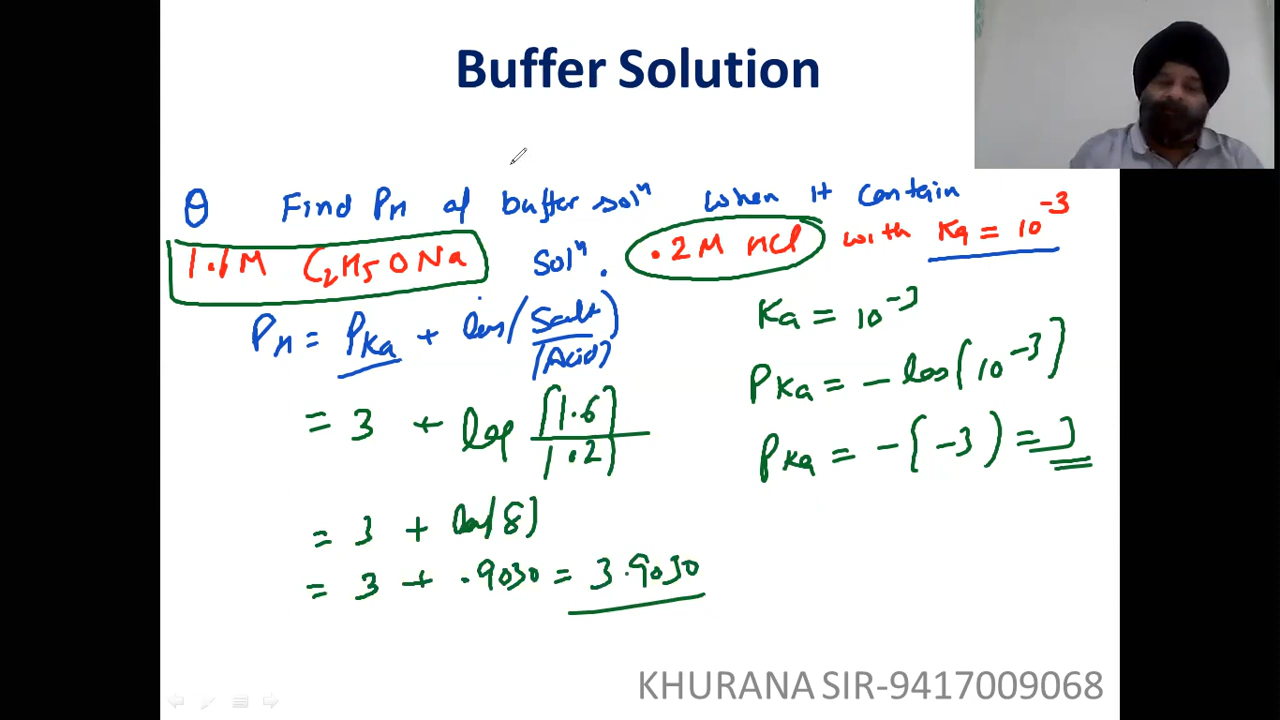 Buffer Solution
Q Find PH of buffer solⁿ when it contain
1.6M C₂H₅ONa solⁿ. .2M HCl with Ka = 10⁻³
PH = PKa + log (Salt) / (Acid)
= 3 + log (1.6) / (.2)
= 3 + log(8)
= 3 + .9030 = 3.9030
Ka = 10⁻³
PKa = - log(10⁻³)
PKa = -(-3) = 3
KHURANA SIR-9417009068